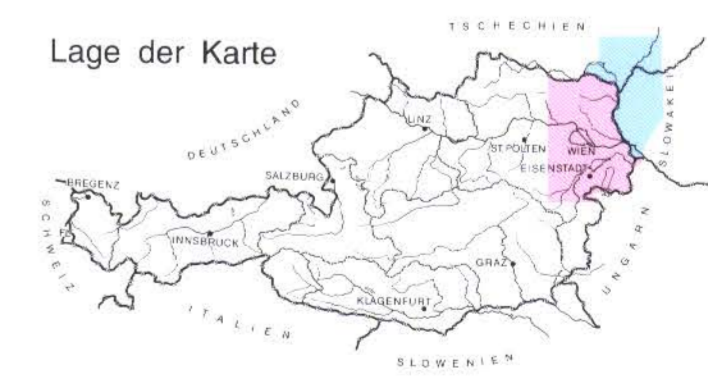 TSCHECHIEN
Lage der Karte
DEUTSCHLAND
SLOWAKEI
LINZ
ST.PÖLTEN
WIEN
EISENSTADT
SALZBURG
BREGENZ
SCHWEIZ
INNSBRUCK
UNGARN
GRAZ
KLAGENFURT
ITALIEN
SLOWENIEN